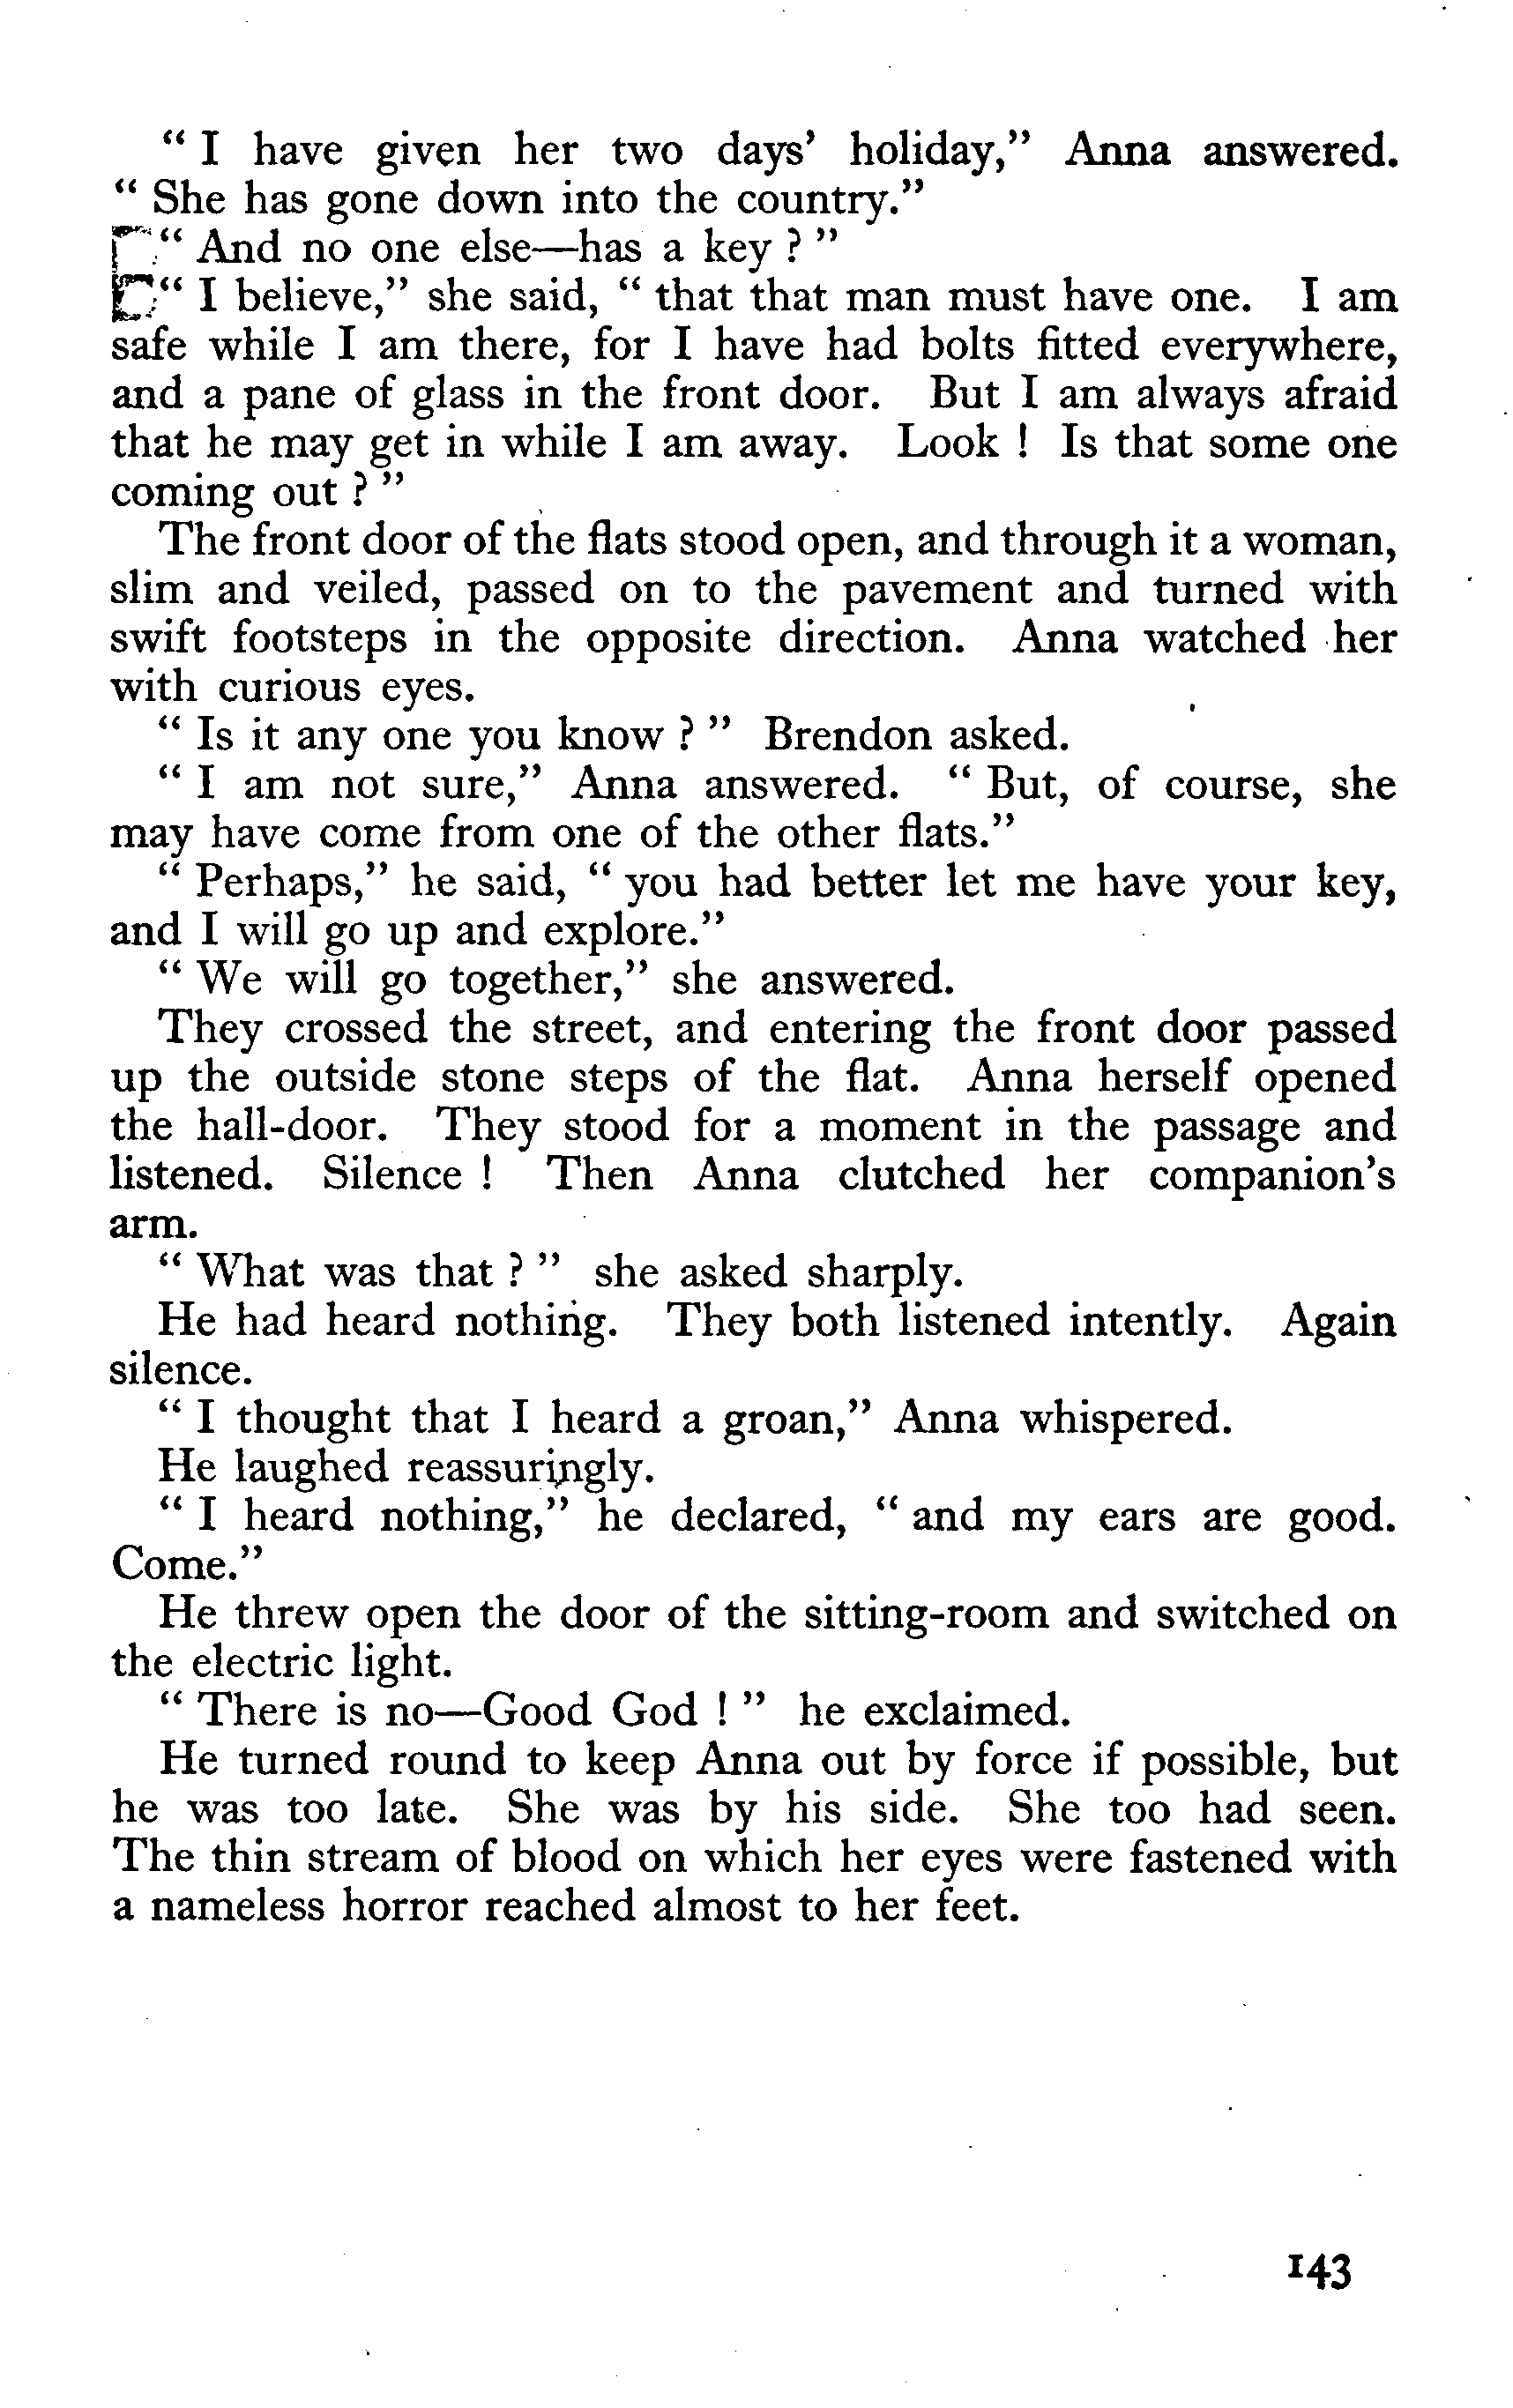 “ I have given her two days’ holiday,” Anna answered.
“ She has gone down into the country.”
“ And no one else—has a key ? ”
“ I believe,” she said, “ that that man must have one. I am
safe while I am there, for I have had bolts fitted everywhere,
and a pane of glass in the front door. But I am always afraid
that he may get in while I am away. Look ! Is that some one
coming out ? ”
The front door of the flats stood open, and through it a woman,
slim and veiled, passed on to the pavement and turned with
swift footsteps in the opposite direction. Anna watched her
with curious eyes.
“ Is it any one you know ? ” Brendon asked.
“ I am not sure,” Anna answered. “ But, of course, she
may have come from one of the other flats.”
“ Perhaps,” he said, “ you had better let me have your key,
and I will go up and explore.”
“ We will go together,” she answered.
They crossed the street, and entering the front door passed
up the outside stone steps of the flat. Anna herself opened
the hall-door. They stood for a moment in the passage and
listened. Silence ! Then Anna clutched her companion’s
arm.
“ What was that ? ” she asked sharply.
He had heard nothing. They both listened intently. Again
silence.
“ I thought that I heard a groan,” Anna whispered.
He laughed reassuringly.
“ I heard nothing,” he declared, “ and my ears are good.
Come.”
He threw open the door of the sitting-room and switched on
the electric light.
“ There is no—Good God ! ” he exclaimed.
He turned round to keep Anna out by force if possible, but
he was too late. She was by his side. She too had seen.
The thin stream of blood on which her eyes were fastened with
a nameless horror reached almost to her feet.
143